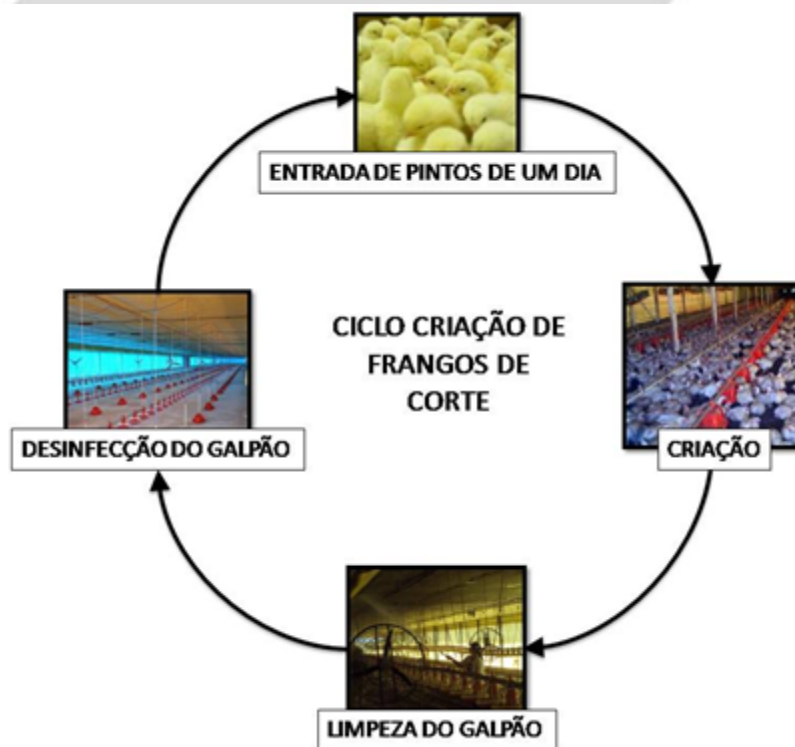 ENTRADA DE PINTOS DE UM DIA
CICLO CRIAÇÃO DE
FRANGOS DE
CORTE
DESINFECÇÃO DO GALPÃO
CRIAÇÃO
LIMPEZA DO GALPÃO